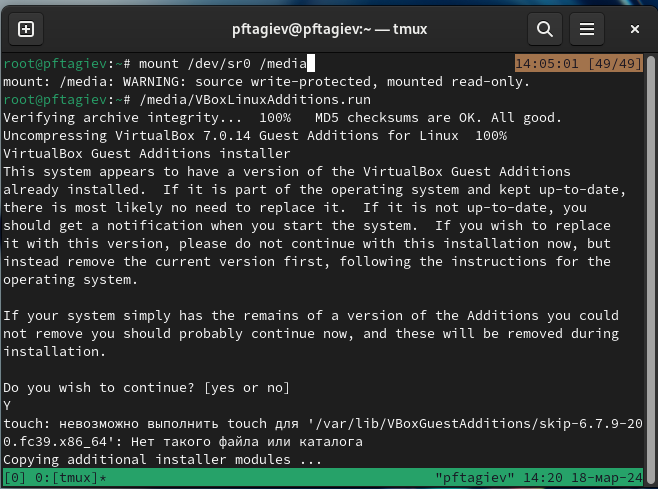 pftagiev@pftagiev:~ — tmux
root@pftagiev:~# mount /dev/sr0 /media 14:05:01 [49/49]
mount: /media: WARNING: source write-protected, mounted read-only.
root@pftagiev:~# /media/VBoxLinuxAdditions.run
Verifying archive integrity...  100%   MD5 checksums are OK. All good.
Uncompressing VirtualBox 7.0.14 Guest Additions for Linux  100%
VirtualBox Guest Additions installer
This system appears to have a version of the VirtualBox Guest Additions
already installed.  If it is part of the operating system and kept up-to-date,
there is most likely no need to replace it.  If it is not up-to-date, you
should get a notification when you start the system.  If you wish to replace
it with this version, please do not continue with this installation now, but
instead remove the current version first, following the instructions for the
operating system.
If your system simply has the remains of a version of the Additions you could
not remove you should probably continue now, and these will be removed during
installation.
Do you wish to continue? [yes or no]
Y
touch: невозможно выполнить touch для '/var/lib/VBoxGuestAdditions/skip-6.7.9-20
0.fc39.x86_64': Нет такого файла или каталога
Copying additional installer modules ...
[0] 0:[tmux]* "pftagiev" 14:20 18-мар-24